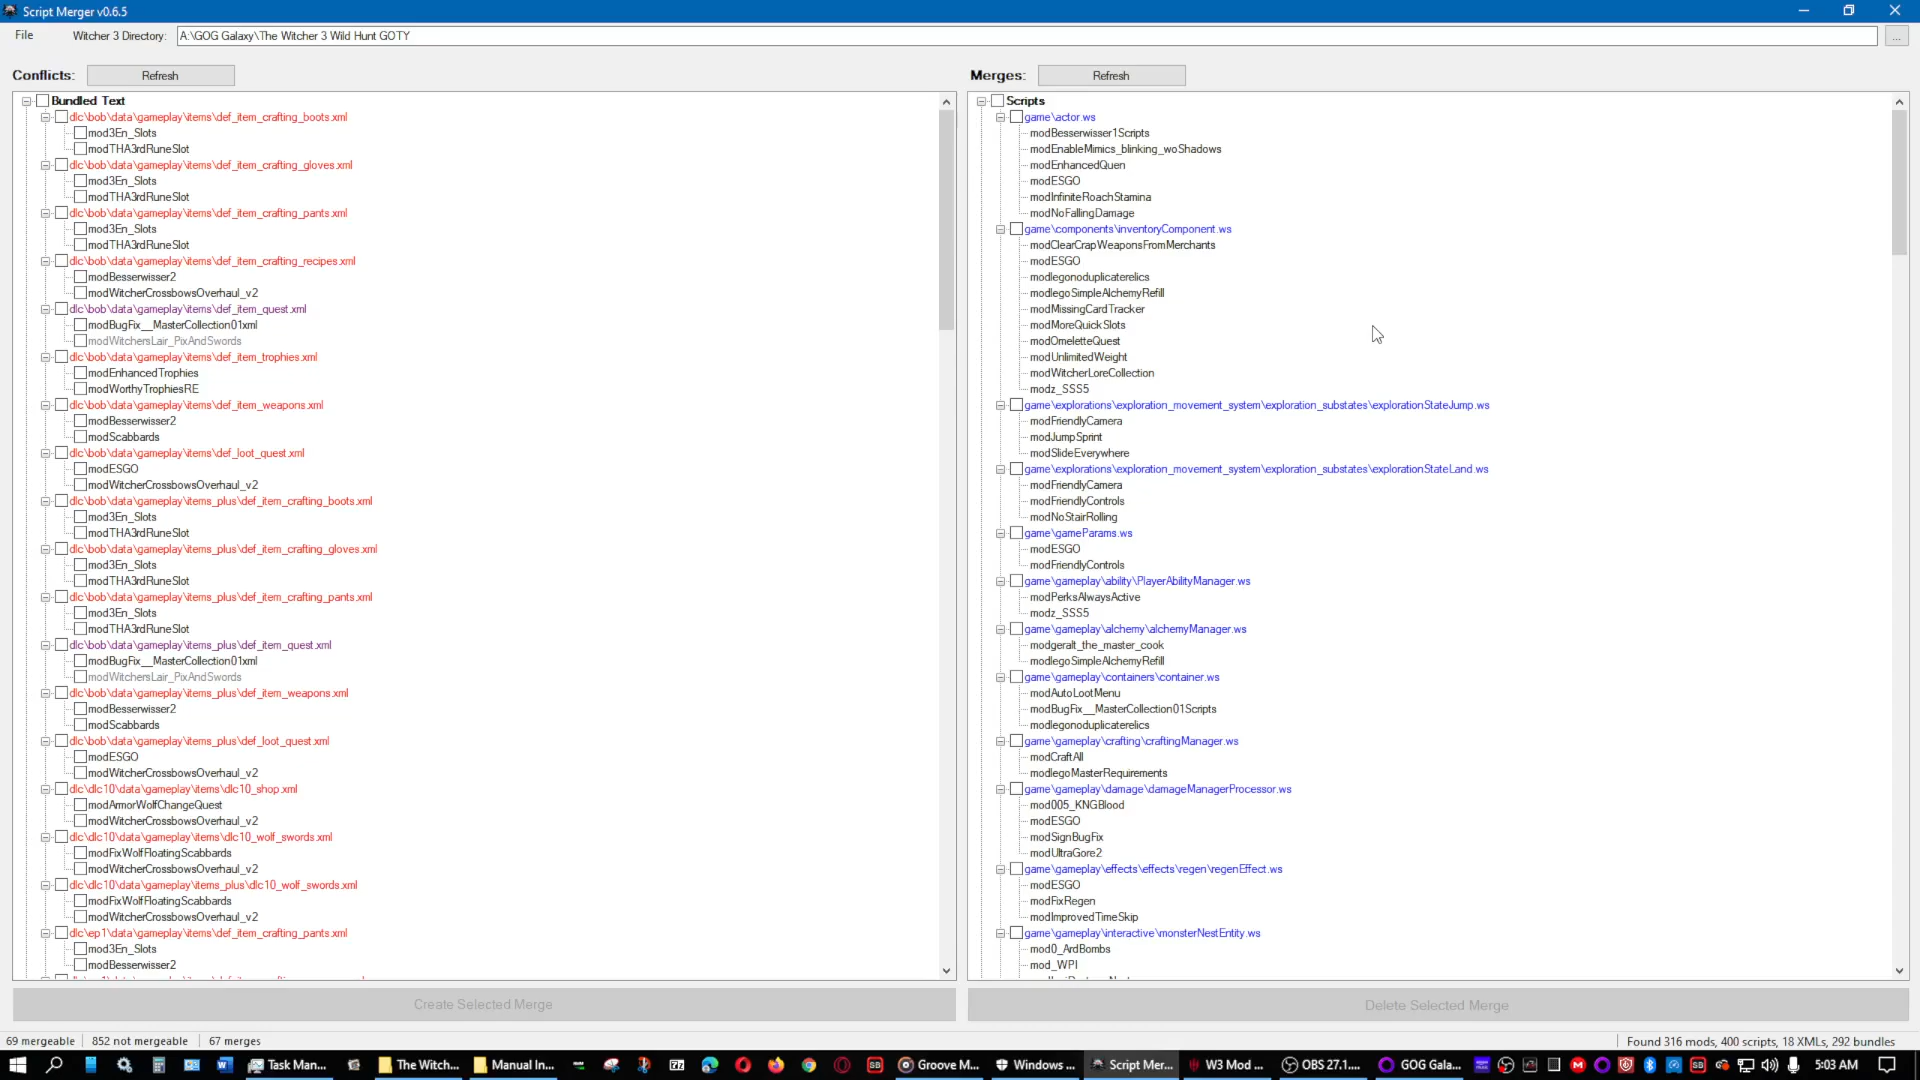 Script Merger v0.6.5
File
Witcher 3 Directory:
A:\GOG Galaxy\The Witcher 3 Wild Hunt GOTY
...
Conflicts:
Refresh
Bundled Text
dlc\bob\data\gameplay\items\def_item_crafting_boots.xml
mod3En_Slots
modTHA3rdRuneSlot
dlc\bob\data\gameplay\items\def_item_crafting_gloves.xml
mod3En_Slots
modTHA3rdRuneSlot
dlc\bob\data\gameplay\items\def_item_crafting_pants.xml
mod3En_Slots
modTHA3rdRuneSlot
dlc\bob\data\gameplay\items\def_item_crafting_recipes.xml
modBesserwisser2
modWitcherCrossbowsOverhaul_v2
dlc\bob\data\gameplay\items\def_item_quest.xml
modBugFix__MasterCollection01xml
modWitchersLair_PixAndSwords
dlc\bob\data\gameplay\items\def_item_trophies.xml
modEnhancedTrophies
modWorthyTrophiesRE
dlc\bob\data\gameplay\items\def_item_weapons.xml
modBesserwisser2
modScabbards
dlc\bob\data\gameplay\items\def_loot_quest.xml
modESGO
modWitcherCrossbowsOverhaul_v2
dlc\bob\data\gameplay\items_plus\def_item_crafting_boots.xml
mod3En_Slots
modTHA3rdRuneSlot
dlc\bob\data\gameplay\items_plus\def_item_crafting_gloves.xml
mod3En_Slots
modTHA3rdRuneSlot
dlc\bob\data\gameplay\items_plus\def_item_crafting_pants.xml
mod3En_Slots
modTHA3rdRuneSlot
dlc\bob\data\gameplay\items_plus\def_item_quest.xml
modBugFix__MasterCollection01xml
modWitchersLair_PixAndSwords
dlc\bob\data\gameplay\items_plus\def_item_weapons.xml
modBesserwisser2
modScabbards
dlc\bob\data\gameplay\items_plus\def_loot_quest.xml
modESGO
modWitcherCrossbowsOverhaul_v2
dlc\dlc10\data\gameplay\items\dlc10_shop.xml
modArmorWolfChangeQuest
modWitcherCrossbowsOverhaul_v2
dlc\dlc10\data\gameplay\items\dlc10_wolf_swords.xml
modFixWolfFloatingScabbards
modWitcherCrossbowsOverhaul_v2
dlc\dlc10\data\gameplay\items_plus\dlc10_wolf_swords.xml
modFixWolfFloatingScabbards
modWitcherCrossbowsOverhaul_v2
dlc\ep1\data\gameplay\items\def_item_crafting_pants.xml
mod3En_Slots
modBesserwisser2
Create Selected Merge
Merges:
Refresh
Scripts
game\actor.ws
modBesserwisser1Scripts
modEnableMimics_blinking_woShadows
modEnhancedQuen
modESGO
modInfiniteRoachStamina
modNoFallingDamage
game\components\inventoryComponent.ws
modClearCrapWeaponsFromMerchants
modESGO
modlegonoduplicaterelics
modlegoSimpleAlchemyRefill
modMissingCardTracker
modMoreQuickSlots
modOmeletteQuest
modUnlimitedWeight
modWitcherLoreCollection
modz_SSS5
game\explorations\exploration_movement_system\exploration_substates\explorationStateJump.ws
modFriendlyCamera
modJumpSprint
modSlideEverywhere
game\explorations\exploration_movement_system\exploration_substates\explorationStateLand.ws
modFriendlyCamera
modFriendlyControls
modNoStairRolling
game\gameParams.ws
modESGO
modFriendlyControls
game\gameplay\ability\PlayerAbilityManager.ws
modPerksAlwaysActive
modz_SSS5
game\gameplay\alchemy\alchemyManager.ws
modgeralt_the_master_cook
modlegoSimpleAlchemyRefill
game\gameplay\containers\container.ws
modAutoLootMenu
modBugFix__MasterCollection01Scripts
modlegonoduplicaterelics
game\gameplay\crafting\craftingManager.ws
modCraftAll
modlegoMasterRequirements
game\gameplay\damage\damageManagerProcessor.ws
mod005_KNGBlood
modESGO
modSignBugFix
modUltraGore2
game\gameplay\effects\effects\regen\regenEffect.ws
modESGO
modFixRegen
modImprovedTimeSkip
game\gameplay\interactive\monsterNestEntity.ws
mod0_ArdBombs
mod_WPI
Delete Selected Merge
69 mergeable
852 not mergeable
67 merges
Found 316 mods, 400 scripts, 18 XMLs, 292 bundles
Task Man...
The Witch...
Manual In...
Groove M...
Windows ...
Script Mer...
W3 Mod ...
OBS 27.1....
GOG Gala...
5:03 AM